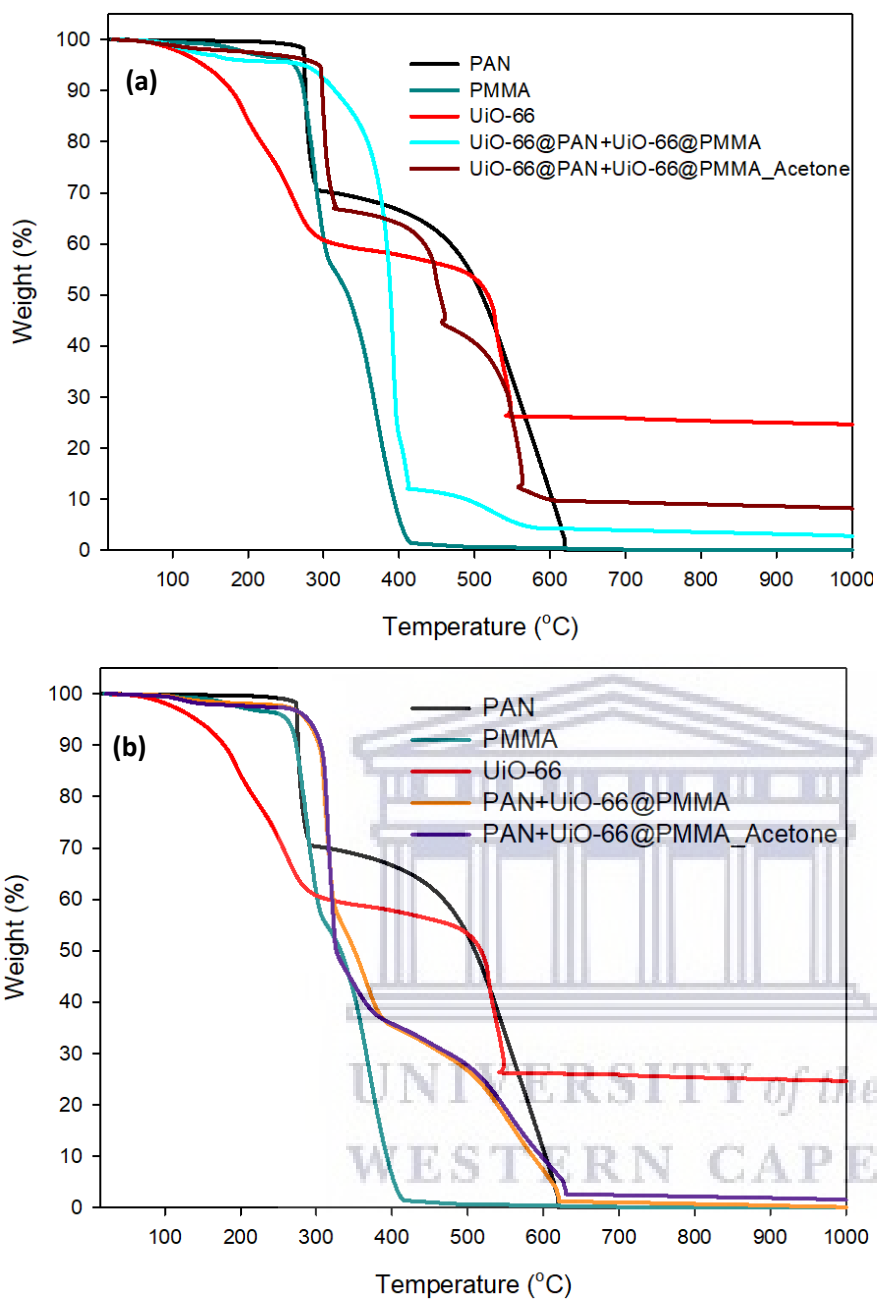 100
90
80
70
60
50
40
30
20
10
0
Weight (%)
(a)
PAN
PMMA
UiO-66
UiO-66@PAN+UiO-66@PMMA
UiO-66@PAN+UiO-66@PMMA_Acetone
100 200 300 400 500 600 700 800 900 1000
Temperature (°C)
100
90
80
70
60
50
40
30
20
10
0
Weight (%)
(b)
PAN
PMMA
UiO-66
PAN+UiO-66@PMMA
PAN+UiO-66@PMMA_Acetone
UNIVERSITY of the
WESTERN CAPE
100 200 300 400 500 600 700 800 900 1000
Temperature (°C)